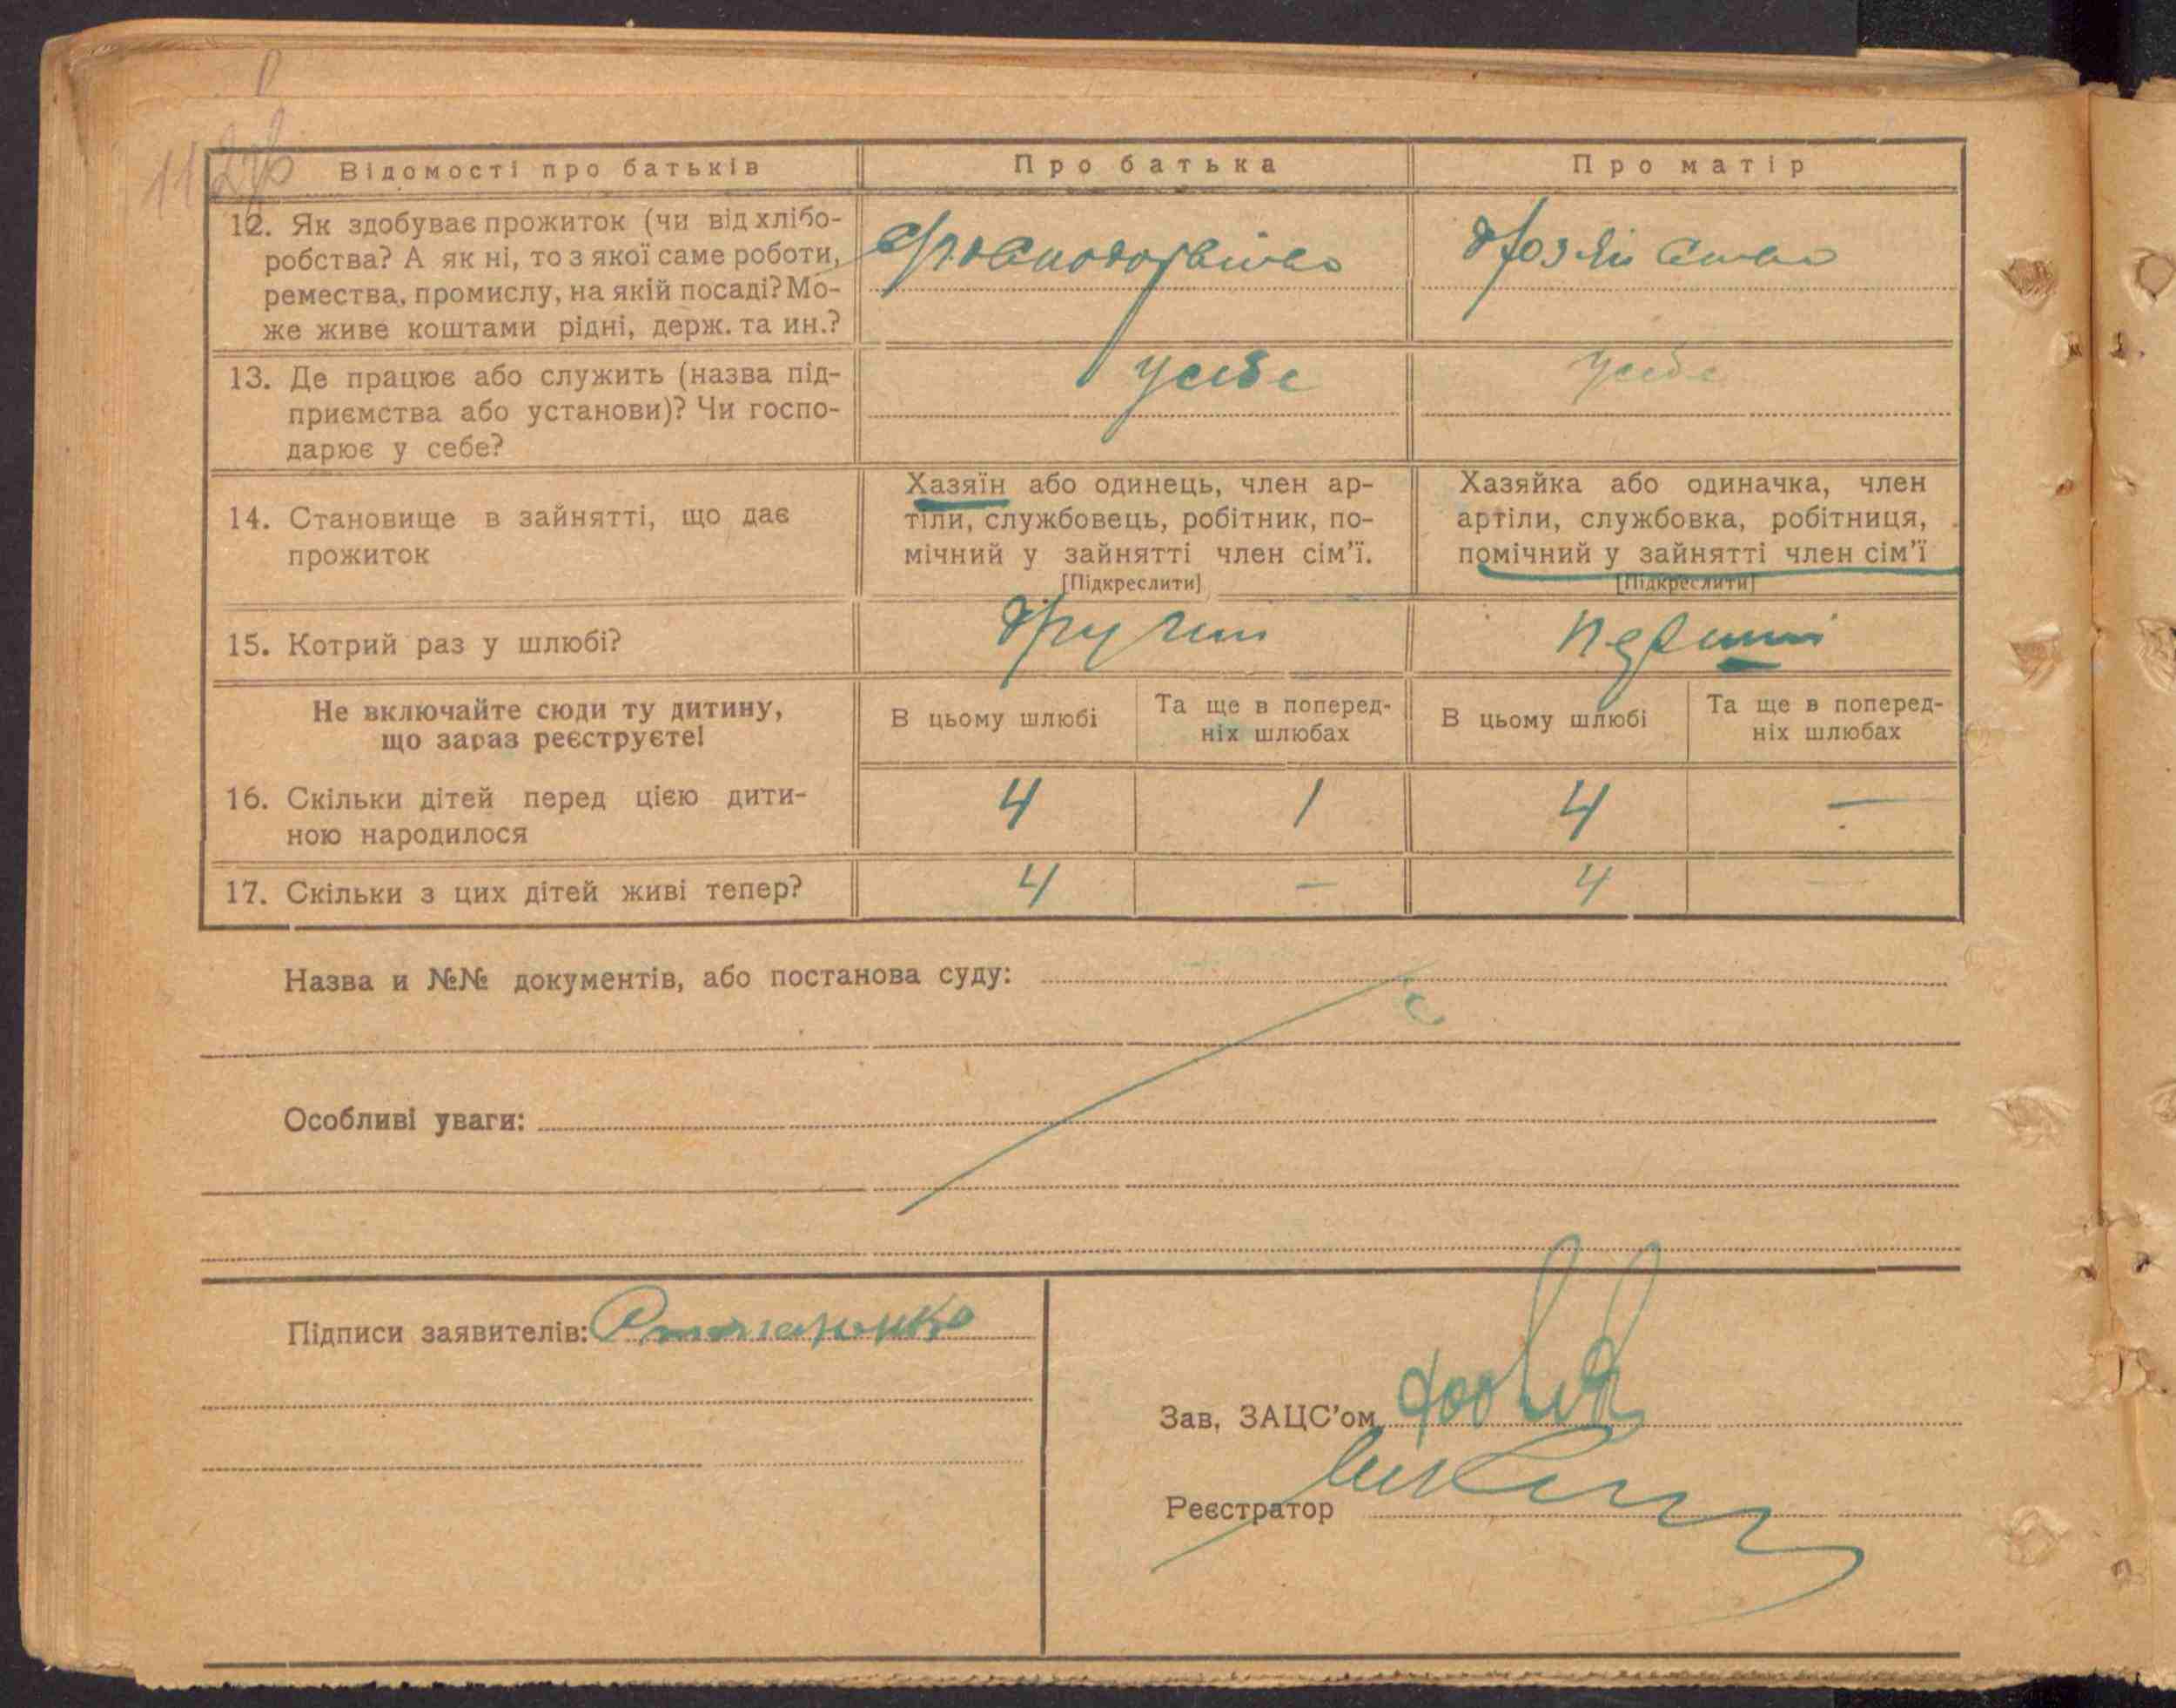 Відомості про батьків
Про батька
Про матір
12. Як здобуває прожиток (чи від хлібо-
робства? А як ні, то з якої саме роботи,
ремества, промислу, на якій посаді? Мо-
же живе коштами рідні, держ. та ин.?
13. Де працює або служить (назва під-
приємства або установи)? Чи госпо-
дарює у себе?
у себе
у себе
14. Становище в зайнятті, що дає
прожиток
Хазяїн або одинець, член ар-
тіли, службовець, робітник, по-
мічний у зайнятті член сім'ї.
[Підкреслити]
Хазяйка або одиначка, член
артіли, службовка, робітниця,
помічний у зайнятті член сім'ї
[Підкреслити]
15. Котрий раз у шлюбі?
другий
перший
Не включайте сюди ту дитину,
що зараз реєструєте!
В цьому шлюбі
Та ще в поперед-
ніх шлюбах
В цьому шлюбі
Та ще в поперед-
ніх шлюбах
16. Скільки дітей перед цією дити-
ною народилося
4
1
4
—
17. Скільки з цих дітей живі тепер?
4
—
4
—
Назва и №№ документів, або постанова суду:
Особливі уваги:
Підписи заявителів:
Зав. ЗАЦС'ом
Реєстратор